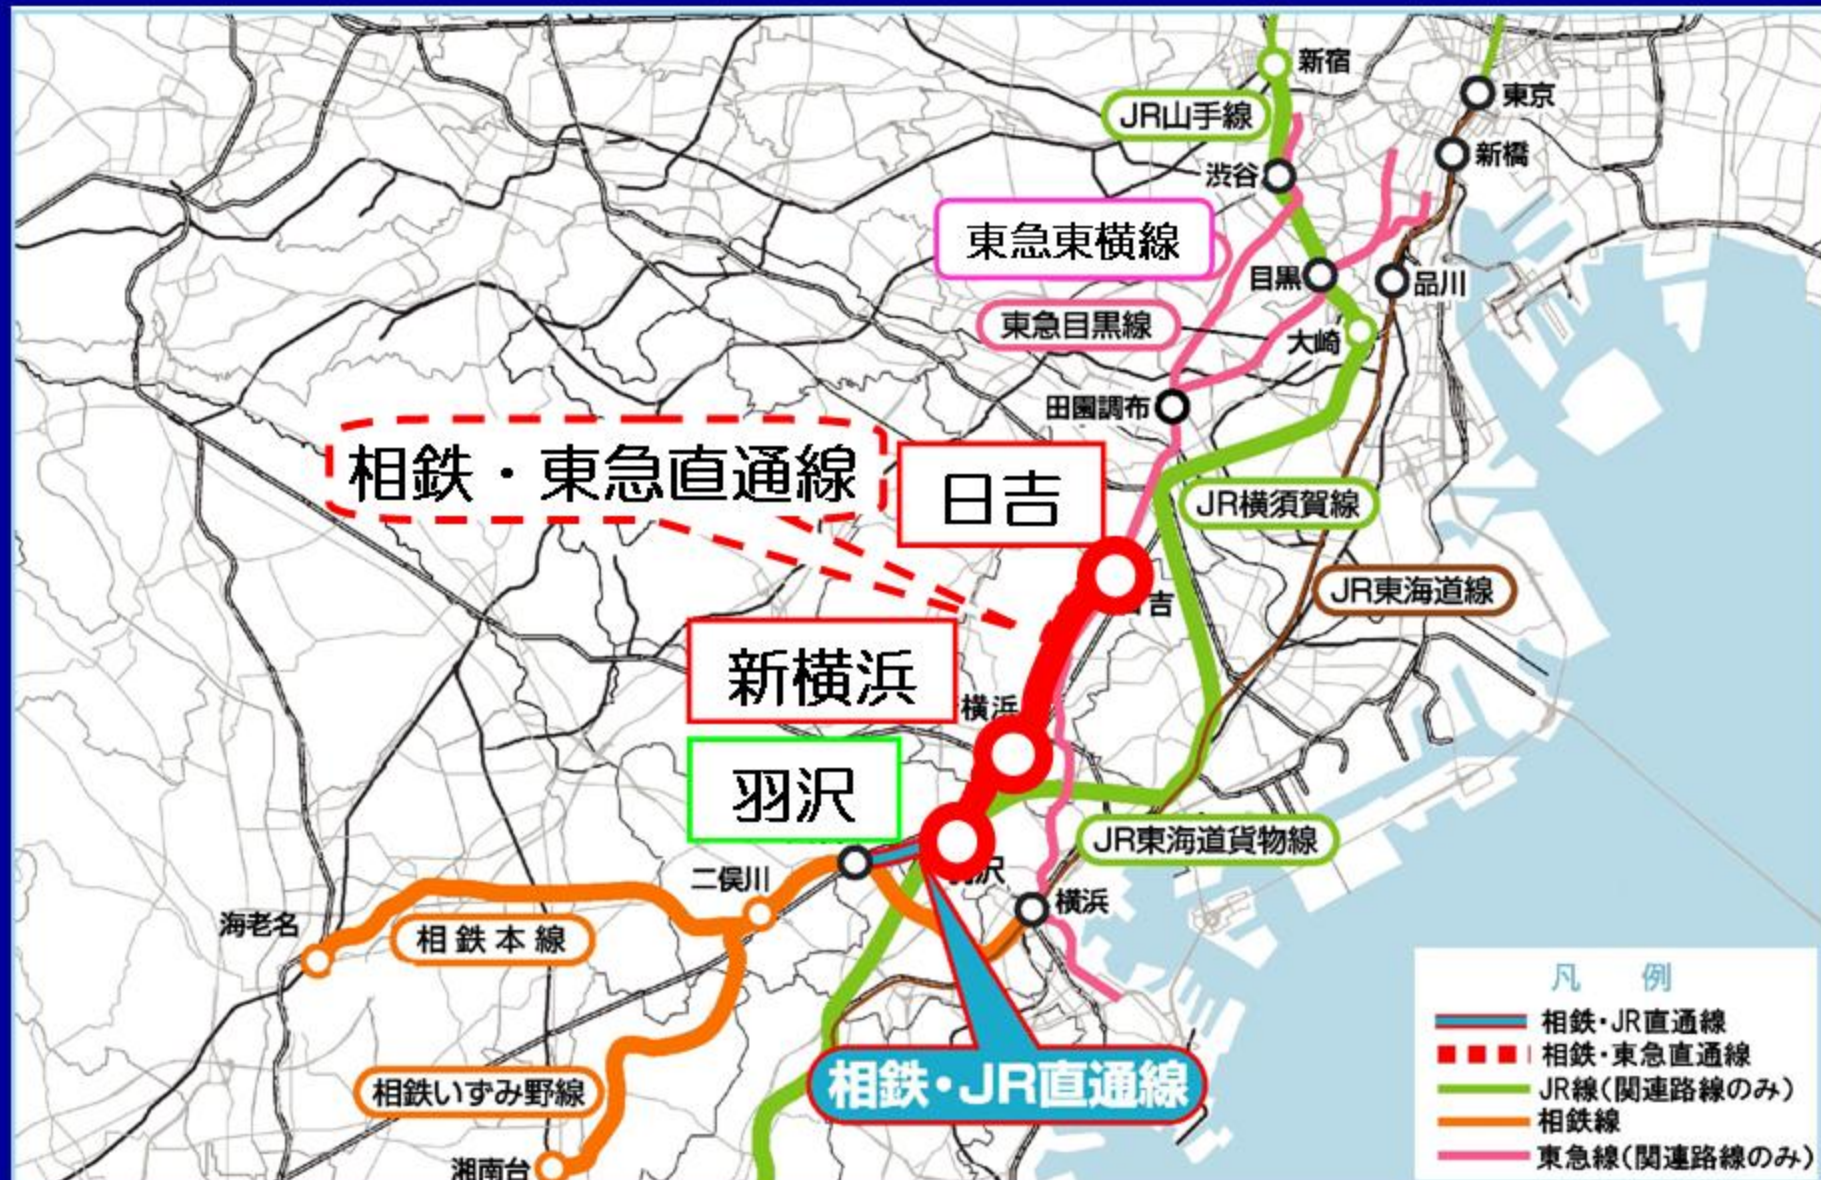 新宿
東京
JR山手線
新橋
渋谷
東急東横線
目黒
品川
東急目黒線
大崎
田園調布
相鉄・東急直通線
日吉
JR横須賀線
JR東海道線
吉
新横浜
横浜
羽沢
JR東海道貨物線
沢
二俣川
横浜
海老名
相鉄本線
相鉄・JR直通線
相鉄いずみ野線
湘南台
凡 例
相鉄・JR直通線
相鉄・東急直通線
JR線(関連路線のみ)
相鉄線
東急線(関連路線のみ)